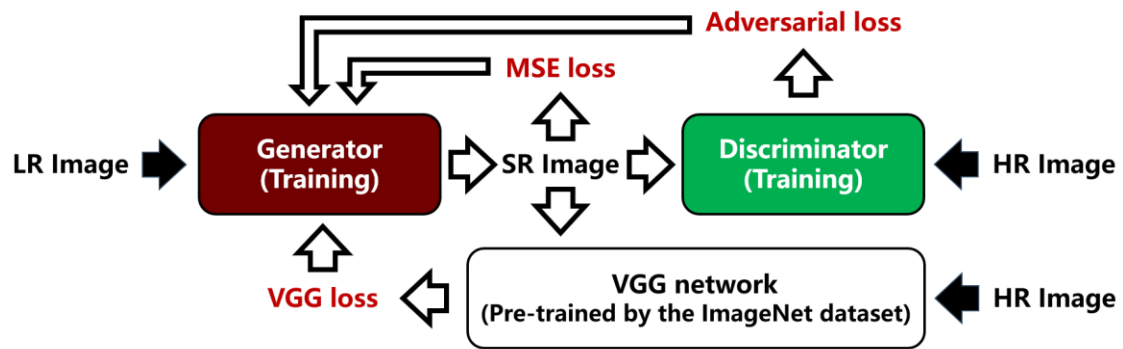 Adversarial loss
MSE loss
LR Image
Generator
(Training)
SR Image
Discriminator
(Training)
HR Image
VGG loss
VGG network
(Pre-trained by the ImageNet dataset)
HR Image